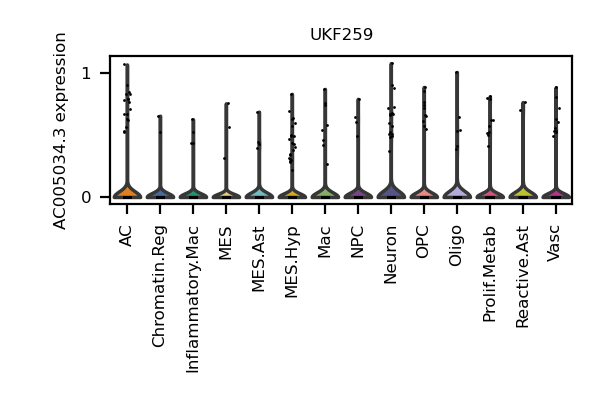 UKF259
AC005034.3 expression
1
0
AC
Chromatin.Reg
Inflammatory.Mac
MES
MES.Ast
MES.Hyp
Mac
NPC
Neuron
OPC
Oligo
Prolif.Metab
Reactive.Ast
Vasc